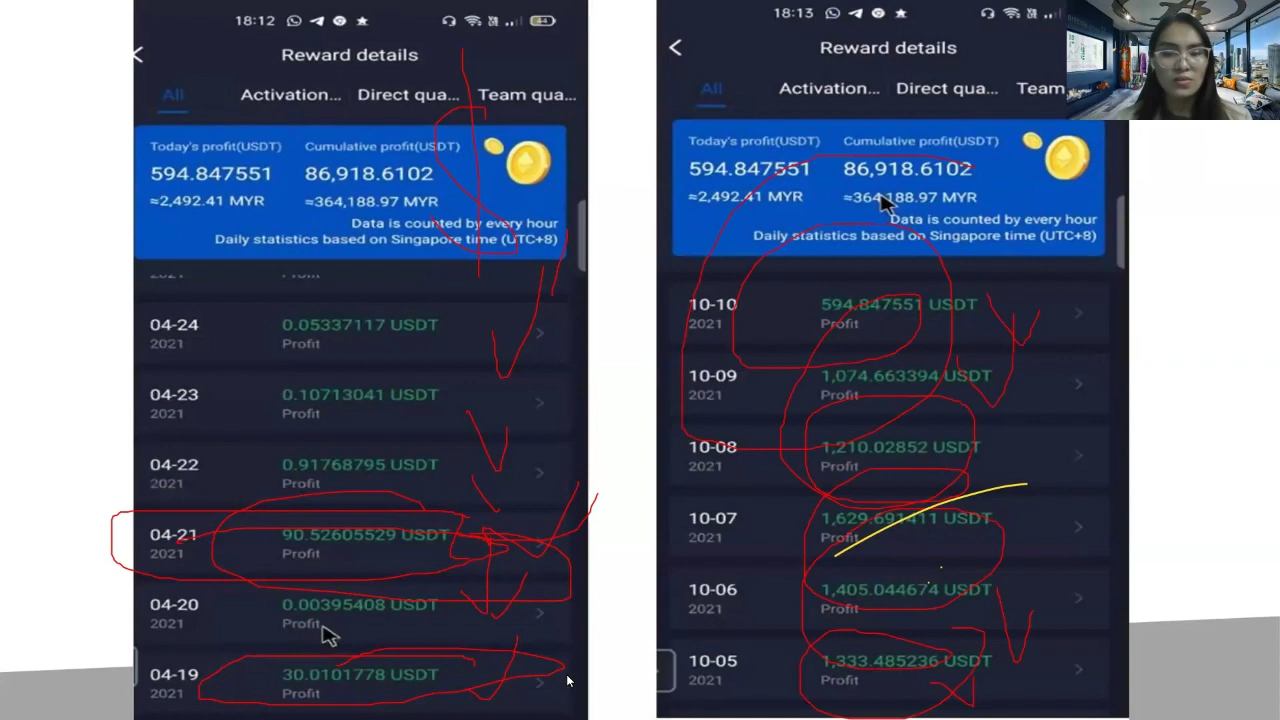 18:12
Reward details
All Activation... Direct qua... Team qua...
Today's profit(USDT) Cumulative profit(USDT)
594.847551 86,918.6102
≈2,492.41 MYR ≈364,188.97 MYR
Data is counted by every hour
Daily statistics based on Singapore time (UTC+8)
04-24 0.05337117 USDT
2021 Profit
04-23 0.10713041 USDT
2021 Profit
04-22 0.91768795 USDT
2021 Profit
04-21 90.52605529 USDT
2021 Profit
04-20 0.00395408 USDT
2021 Profit
04-19 30.0101778 USDT
2021 Profit
18:13
Reward details
All Activation... Direct qua... Team
Today's profit(USDT) Cumulative profit(USDT)
594.847551 86,918.6102
≈2,492.41 MYR ≈364,188.97 MYR
Data is counted by every hour
Daily statistics based on Singapore time (UTC+8)
10-10 594.847551 USDT
2021 Profit
10-09 1,074.663394 USDT
2021 Profit
10-08 1,210.02852 USDT
2021 Profit
10-07 1,629.691411 USDT
2021 Profit
10-06 1,405.044674 USDT
2021 Profit
10-05 1,333.485236 USDT
2021 Profit